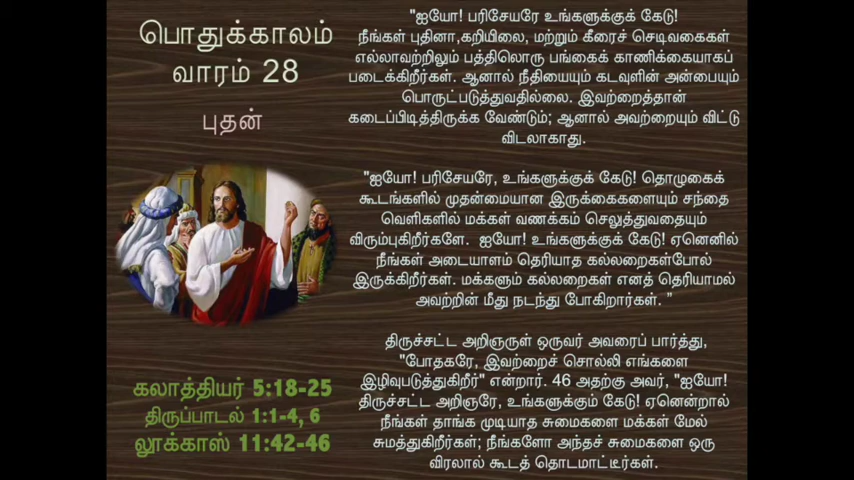 பொதுக்காலம்
வாரம் 28
புதன்
"ஐயோ! பரிசேயரே உங்களுக்குக் கேடு!
நீங்கள் புதினா,கறியிலை, மற்றும் கீரைச் செடிவகைகள்
எல்லாவற்றிலும் பத்திலொரு பங்கைக் காணிக்கையாகப்
படைக்கிறீர்கள். ஆனால் நீதியையும் கடவுளின் அன்பையும்
பொருட்படுத்துவதில்லை. இவற்றைத்தான்
கடைப்பிடித்திருக்க வேண்டும்; ஆனால் அவற்றையும் விட்டு
விடலாகாது.
"ஐயோ! பரிசேயரே, உங்களுக்குக் கேடு! தொழுகைக்
கூடங்களில் முதன்மையான இருக்கைகளையும் சந்தை
வெளிகளில் மக்கள் வணக்கம் செலுத்துவதையும்
விரும்புகிறீர்களே. ஐயோ! உங்களுக்குக் கேடு! ஏனெனில்
நீங்கள் அடையாளம் தெரியாத கல்லறைகள்போல்
இருக்கிறீர்கள். மக்களும் கல்லறைகள் எனத் தெரியாமல்
அவற்றின் மீது நடந்து போகிறார்கள். "
திருச்சட்ட அறிஞருள் ஒருவர் அவரைப் பார்த்து,
"போதகரே, இவற்றைச் சொல்லி எங்களை
இழிவுபடுத்துகிறீர்" என்றார். 46 அதற்கு அவர், "ஐயோ!
திருச்சட்ட அறிஞரே, உங்களுக்கும் கேடு! ஏனென்றால்
நீங்கள் தாங்க முடியாத சுமைகளை மக்கள் மேல்
சுமத்துகிறீர்கள்; நீங்களோ அந்தச் சுமைகளை ஒரு
விரலால் கூடத் தொடமாட்டீர்கள்.
கலாத்தியர் 5:18-25
திருப்பாடல் 1:1-4, 6
லூக்காஸ் 11:42-46